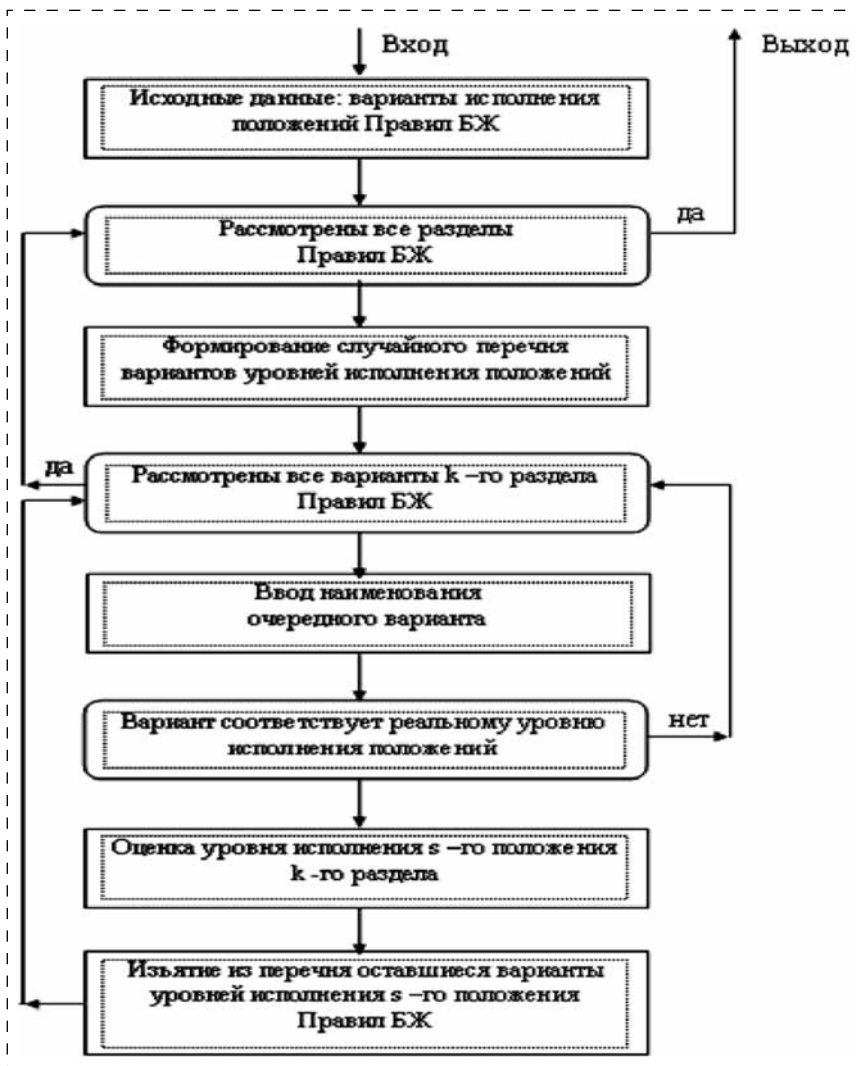 Вход
Выход
Исходные данные: варианты исполнения
положений Правил БЖ
Рассмотрены все разделы
Правил БЖ
да
Формирование случайного перечня
вариантов уровней исполнения положений
да
Рассмотрены все варианты k –го раздела
Правил БЖ
Ввод наименования
очередного варианта
Вариант соответствует реальному уровню
исполнения положений
нет
Оценка уровня исполнения s –го положения
k -го раздела
Изьятие из перечня оставшиеся варианты
уровней исполнения s –го положения
Правил БЖ